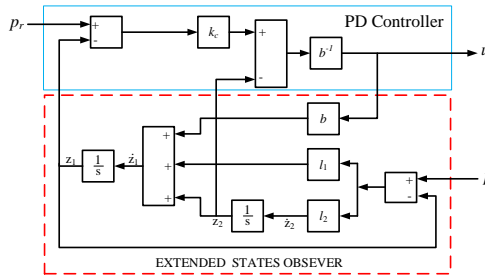 PD Controller
p_r
+
-
k_c
+
-
b^{-1}
b
+
+
+
l_1
l_2
z_1
1/s
ż_1
z_2
1/s
ż_2
+
-
EXTENDED STATES OBSEVER